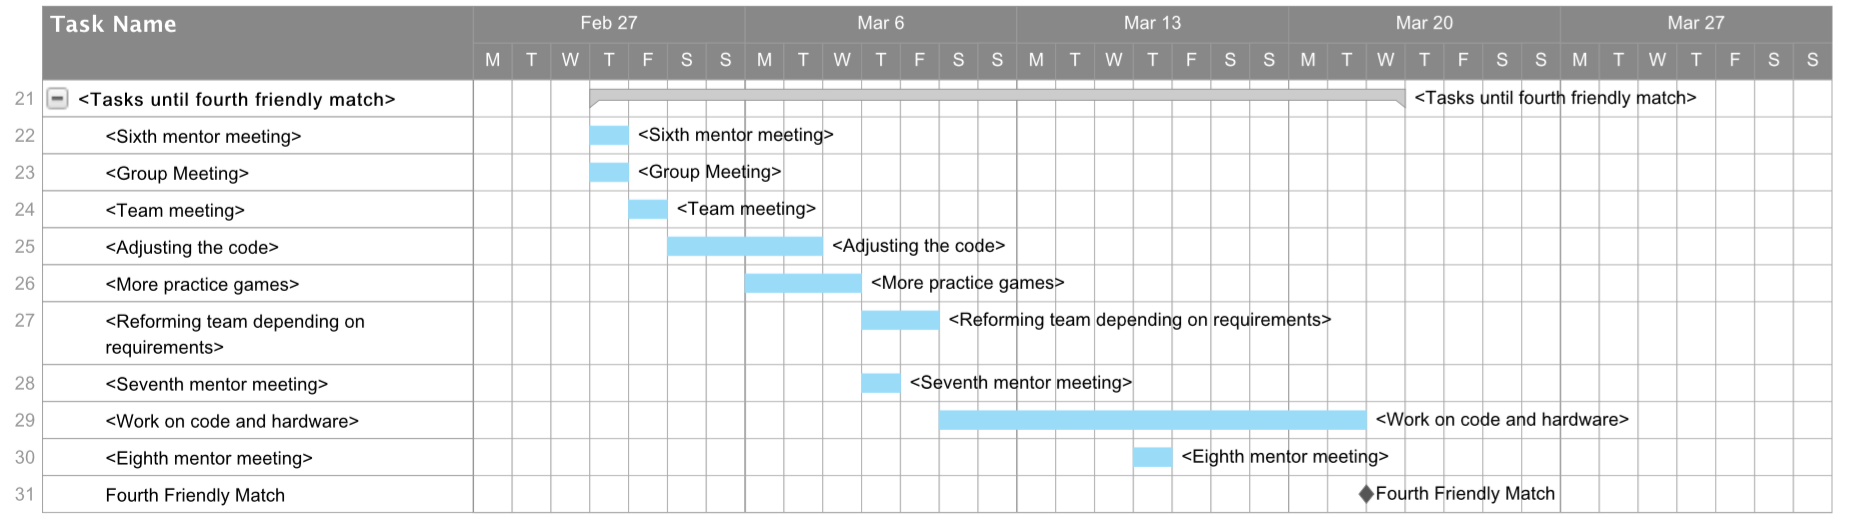 Task Name
Feb 27 Mar 6 Mar 13 Mar 20 Mar 27
M T W T F S S M T W T F S S M T W T F S S M T W T F S S M T W T F S S
21 <Tasks until fourth friendly match> <Tasks until fourth friendly match>
22 <Sixth mentor meeting> <Sixth mentor meeting>
23 <Group Meeting> <Group Meeting>
24 <Team meeting> <Team meeting>
25 <Adjusting the code> <Adjusting the code>
26 <More practice games> <More practice games>
27 <Reforming team depending on <Reforming team depending on requirements>
requirements>
28 <Seventh mentor meeting> <Seventh mentor meeting>
29 <Work on code and hardware> <Work on code and hardware>
30 <Eighth mentor meeting> <Eighth mentor meeting>
31 Fourth Friendly Match Fourth Friendly Match